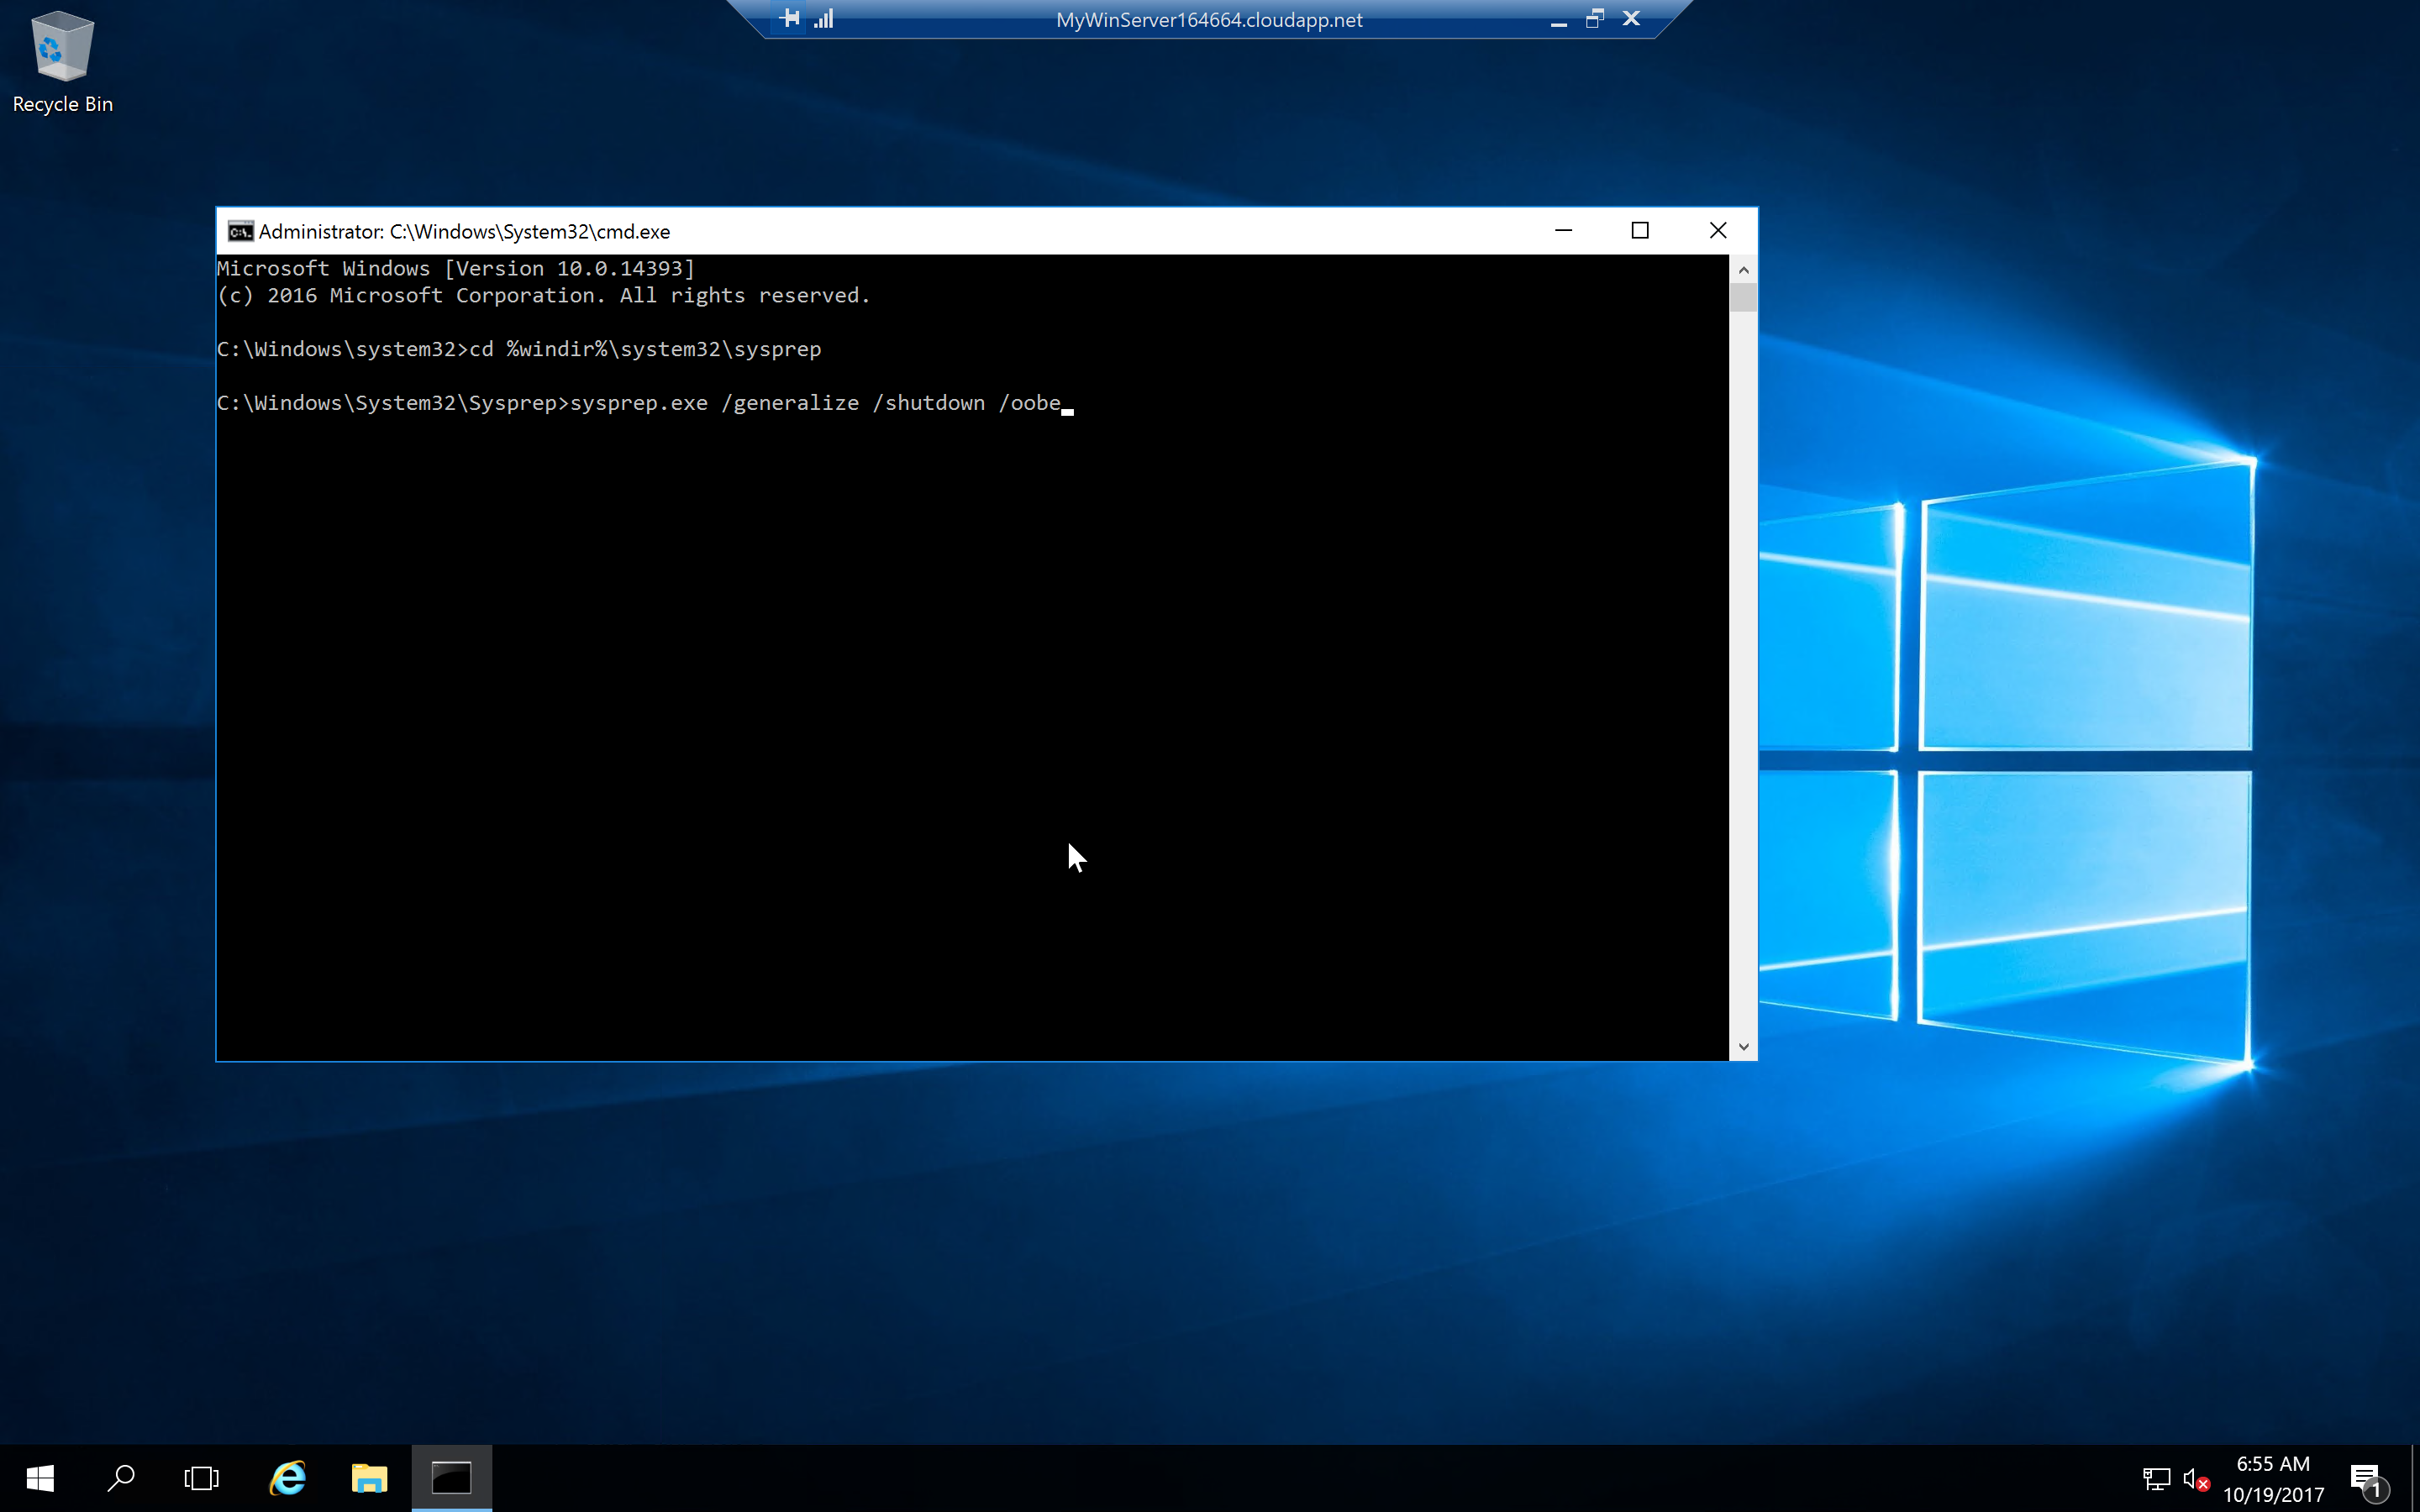 MyWinServer164664.cloudapp.net
Recycle Bin
Administrator: C:\Windows\System32\cmd.exe
Microsoft Windows [Version 10.0.14393]
(c) 2016 Microsoft Corporation. All rights reserved.
C:\Windows\system32>cd %windir%\system32\sysprep
C:\Windows\System32\Sysprep>sysprep.exe /generalize /shutdown /oobe
6:55 AM
10/19/2017
1